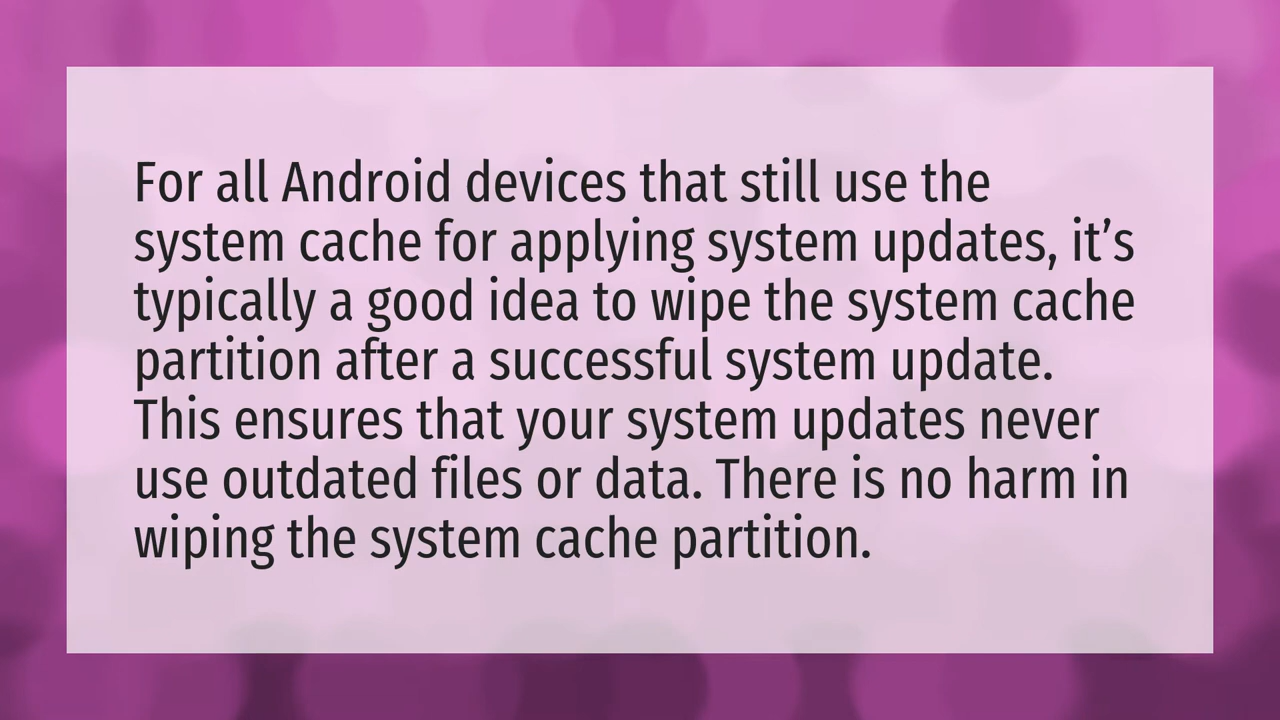 For all Android devices that still use the
system cache for applying system updates, it’s
typically a good idea to wipe the system cache
partition after a successful system update.
This ensures that your system updates never
use outdated files or data. There is no harm in
wiping the system cache partition.